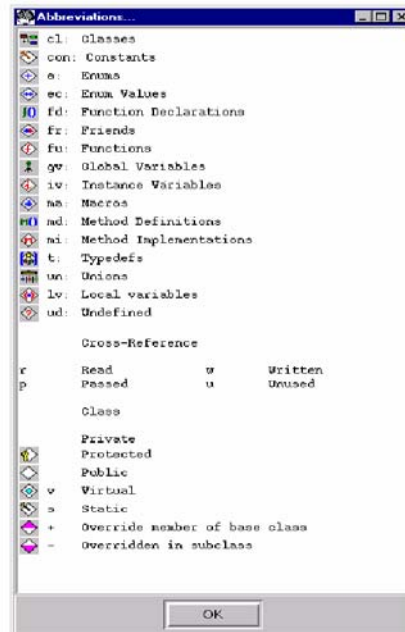 Abbreviations...
cl: Classes
con: Constants
e: Enums
ec: Enum Values
fd: Function Declarations
fr: Friends
fu: Functions
gv: Global Variables
iv: Instance Variables
ma: Macros
md: Method Definitions
mi: Method Implementations
t: Typedefs
un: Unions
lv: Local variables
ud: Undefined
Cross-Reference
r Read w Written
p Passed u Unused
Class
Private
Protected
Public
v Virtual
s Static
+ Override member of base class
- Overridden in subclass
OK